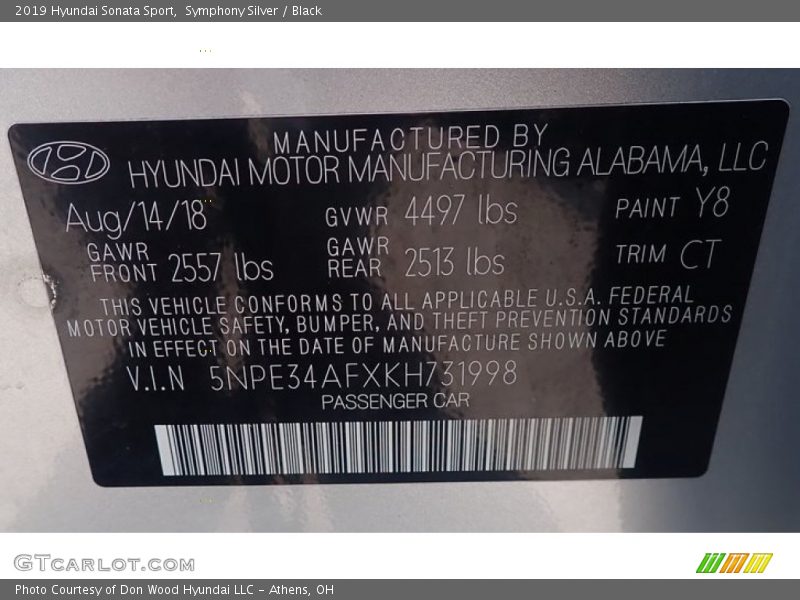 2019 Hyundai Sonata Sport,  Symphony Silver / Black
MANUFACTURED BY
HYUNDAI MOTOR MANUFACTURING ALABAMA, LLC
Aug/14/18 GVWR 4497 lbs PAINT Y8
GAWR FRONT 2557 lbs GAWR REAR 2513 lbs TRIM CT
THIS VEHICLE CONFORMS TO ALL APPLICABLE U.S.A. FEDERAL
MOTOR VEHICLE SAFETY, BUMPER, AND THEFT PREVENTION STANDARDS
IN EFFECT ON THE DATE OF MANUFACTURE SHOWN ABOVE
V.I.N 5NPE34AFXKH731998
PASSENGER CAR
GTCARLOT.COM
Photo Courtesy of Don Wood Hyundai LLC - Athens, OH